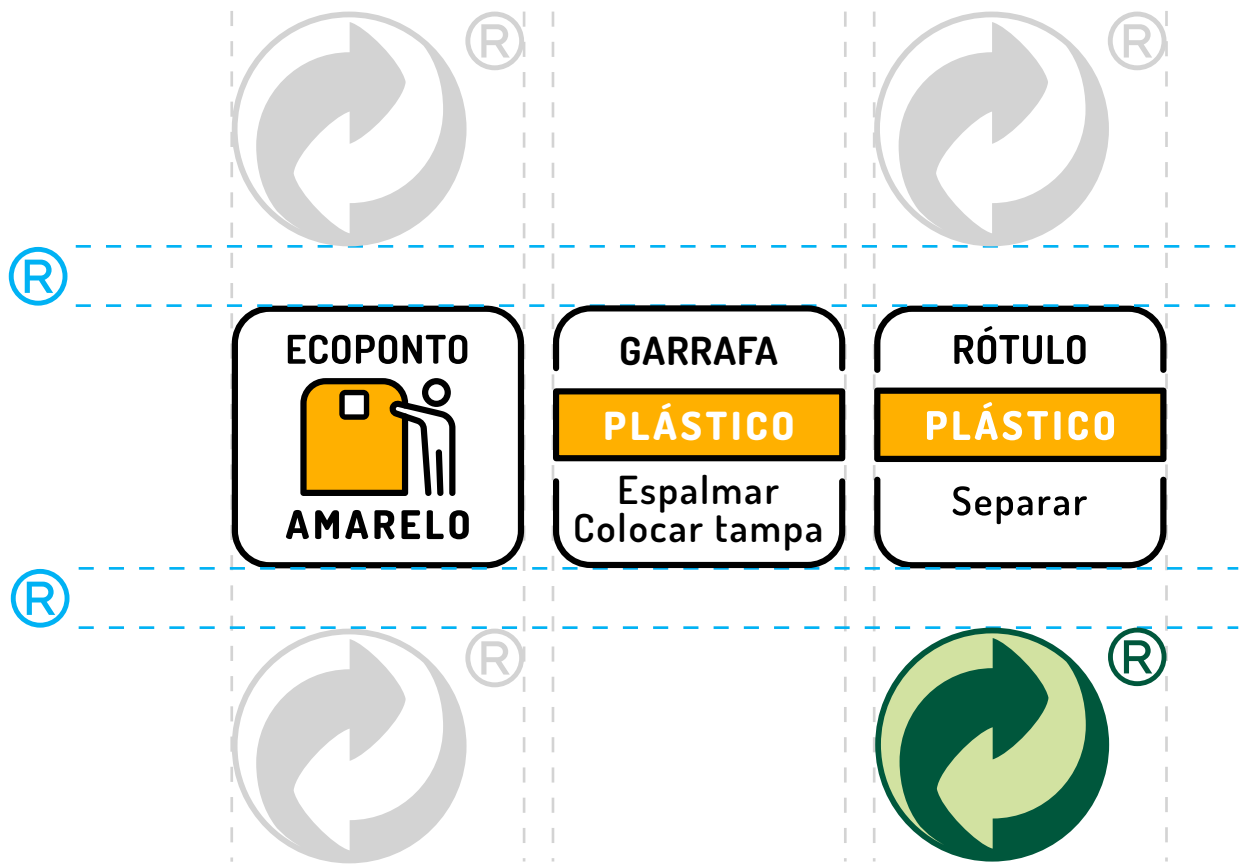 ®
®
®
ECOPONTO
AMARELO
GARRAFA
PLÁSTICO
Espalmar
Colocar tampa
RÓTULO
PLÁSTICO
Separar
®
®
®